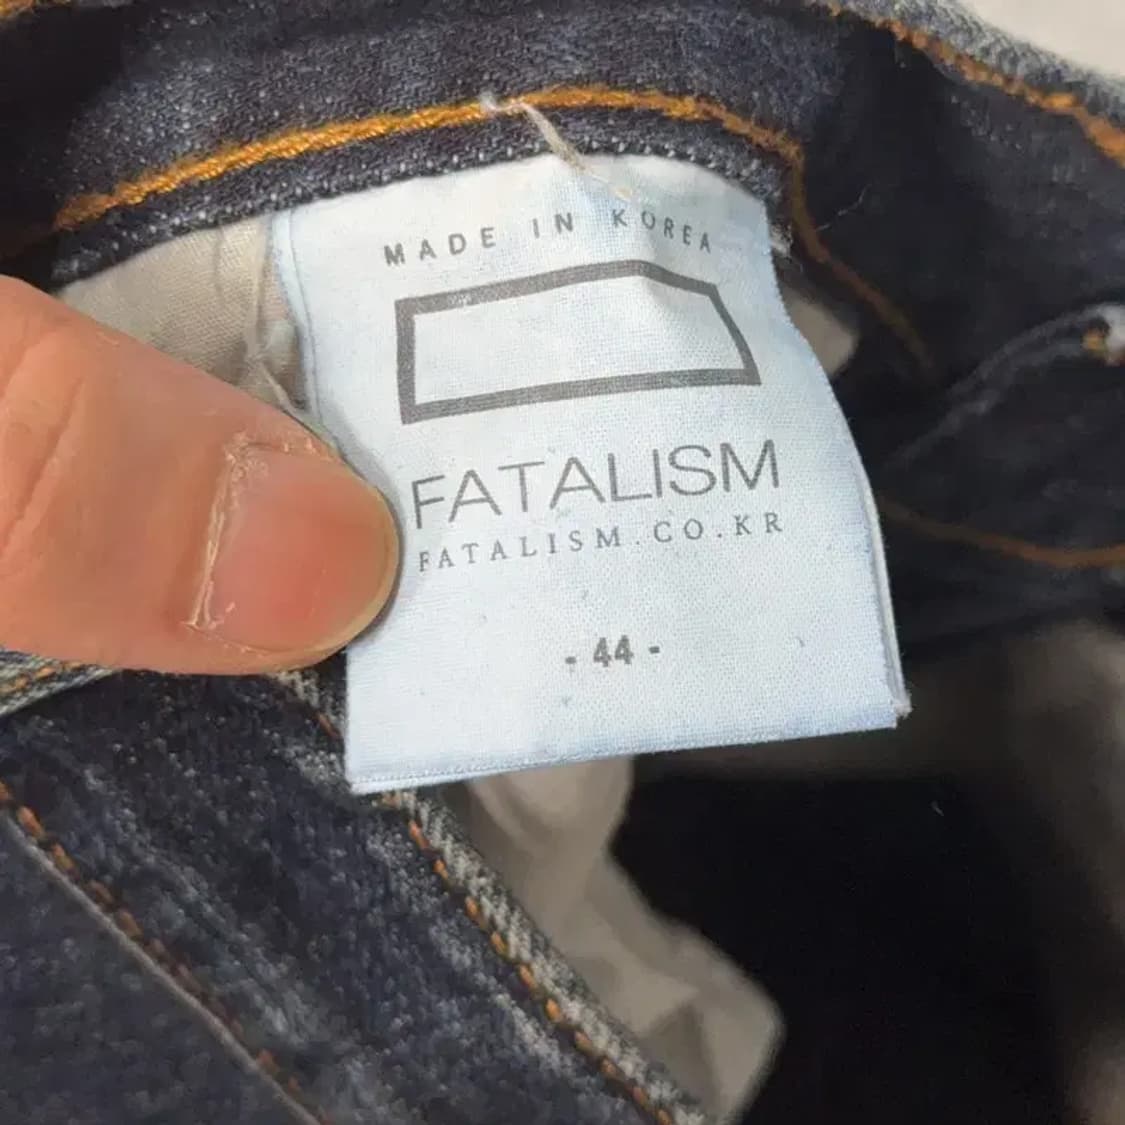 MADE IN KOREA
FATALISM
FATALISM.CO.KR
- 44 -